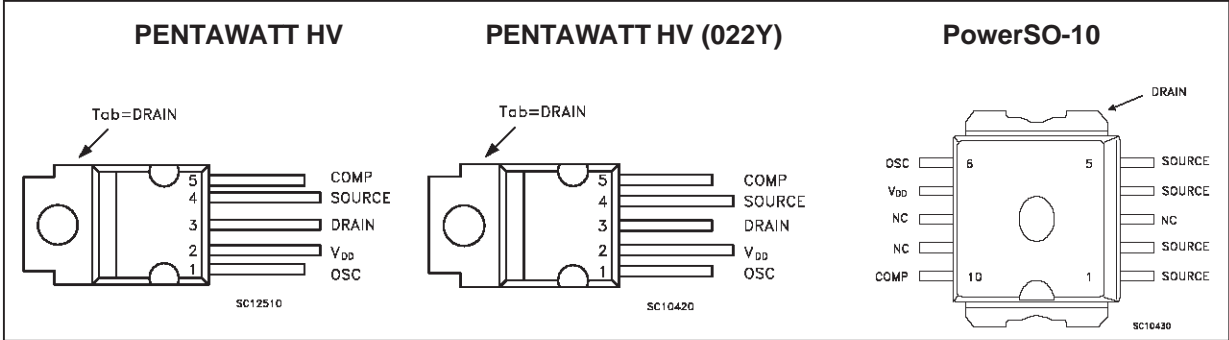 PENTAWATT HV
Tab=DRAIN
5 COMP
4 SOURCE
3 DRAIN
2 VDD
1 OSC
SC12510
PENTAWATT HV (022Y)
Tab=DRAIN
5 COMP
4 SOURCE
3 DRAIN
2 VDD
1 OSC
SC10420
PowerSO-10
DRAIN
OSC 6 5 SOURCE
VDD SOURCE
NC NC
NC SOURCE
COMP 10 1 SOURCE
SC10430